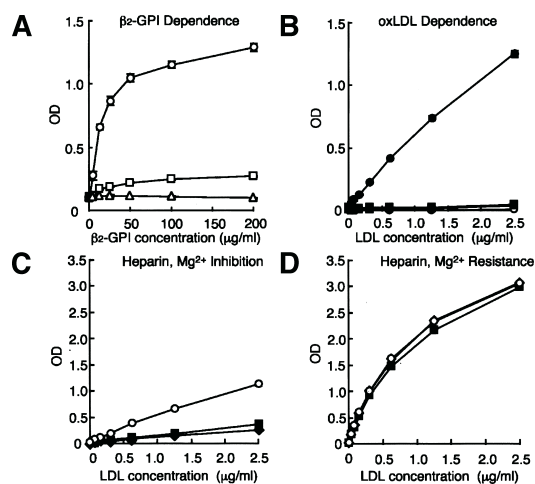 A
β2-GPI Dependence
1.5
1.0
0.5
0
OD
0 50 100 150 200
β2-GPI concentration (μg/ml)
B
oxLDL Dependence
1.5
1.0
0.5
0
OD
0 0.5 1.0 1.5 2.0 2.5
LDL concentration (μg/ml)
C
Heparin, Mg2+ Inhibition
3.5
3.0
2.5
2.0
1.5
1.0
0.5
0
OD
0 0.5 1.0 1.5 2.0 2.5
LDL concentration (μg/ml)
D
Heparin, Mg2+ Resistance
3.5
3.0
2.5
2.0
1.5
1.0
0.5
0
OD
0 0.5 1.0 1.5 2.0 2.5
LDL concentration (μg/ml)